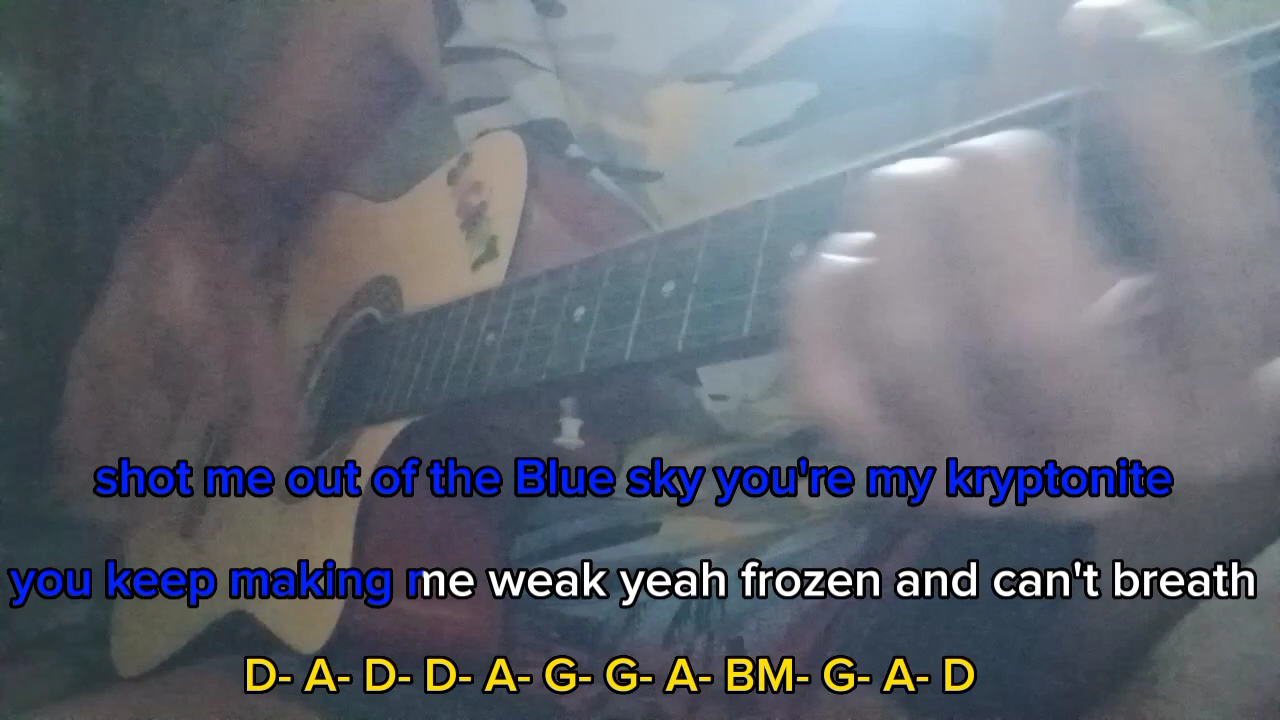 shot me out of the Blue sky you're my kryptonite
you keep making me weak yeah frozen and can't breath
D- A- D- D- A- G- G- A- BM- G- A- D